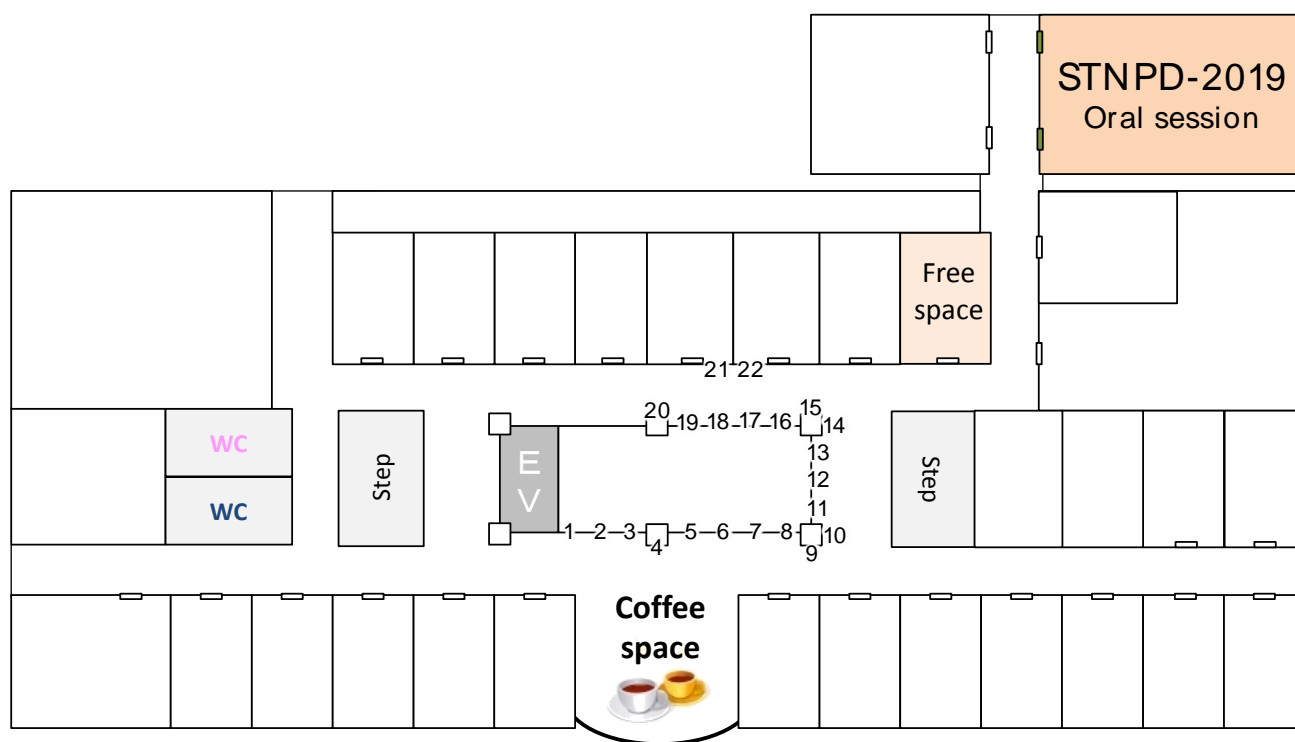 STNPD-2019
Oral session
Free
space
21 22
20 19 18 17 16 15 14
13
12
11
WC
WC
Step
E
V
Step
1 2 3 4 5 6 7 8 9 10
Coffee
space